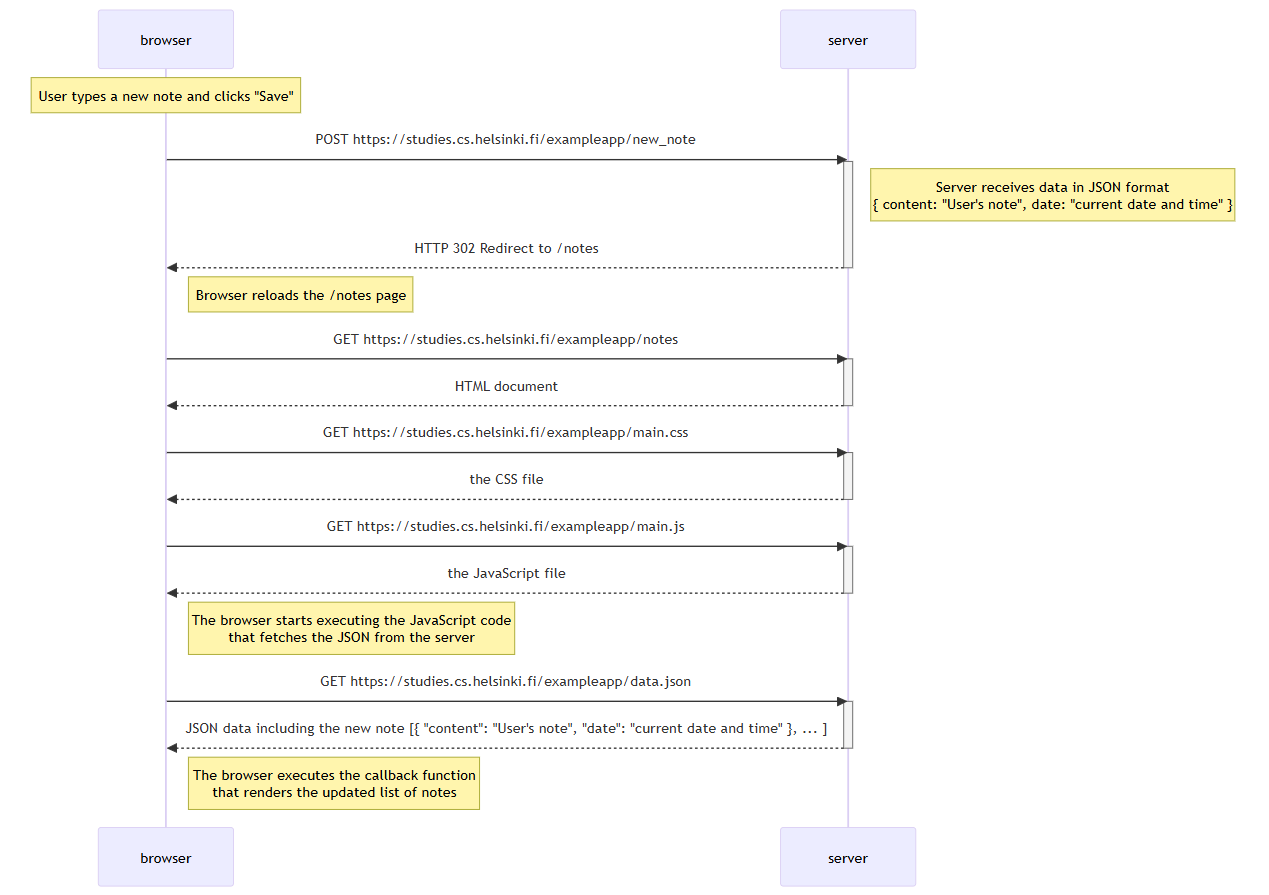 browser
server
User types a new note and clicks "Save"
POST https://studies.cs.helsinki.fi/exampleapp/new_note
Server receives data in JSON format
{ content: "User's note", date: "current date and time" }
HTTP 302 Redirect to /notes
Browser reloads the /notes page
GET https://studies.cs.helsinki.fi/exampleapp/notes
HTML document
GET https://studies.cs.helsinki.fi/exampleapp/main.css
the CSS file
GET https://studies.cs.helsinki.fi/exampleapp/main.js
the JavaScript file
The browser starts executing the JavaScript code
that fetches the JSON from the server
GET https://studies.cs.helsinki.fi/exampleapp/data.json
JSON data including the new note [{ "content": "User's note", "date": "current date and time" }, ... ]
The browser executes the callback function
that renders the updated list of notes
browser
server